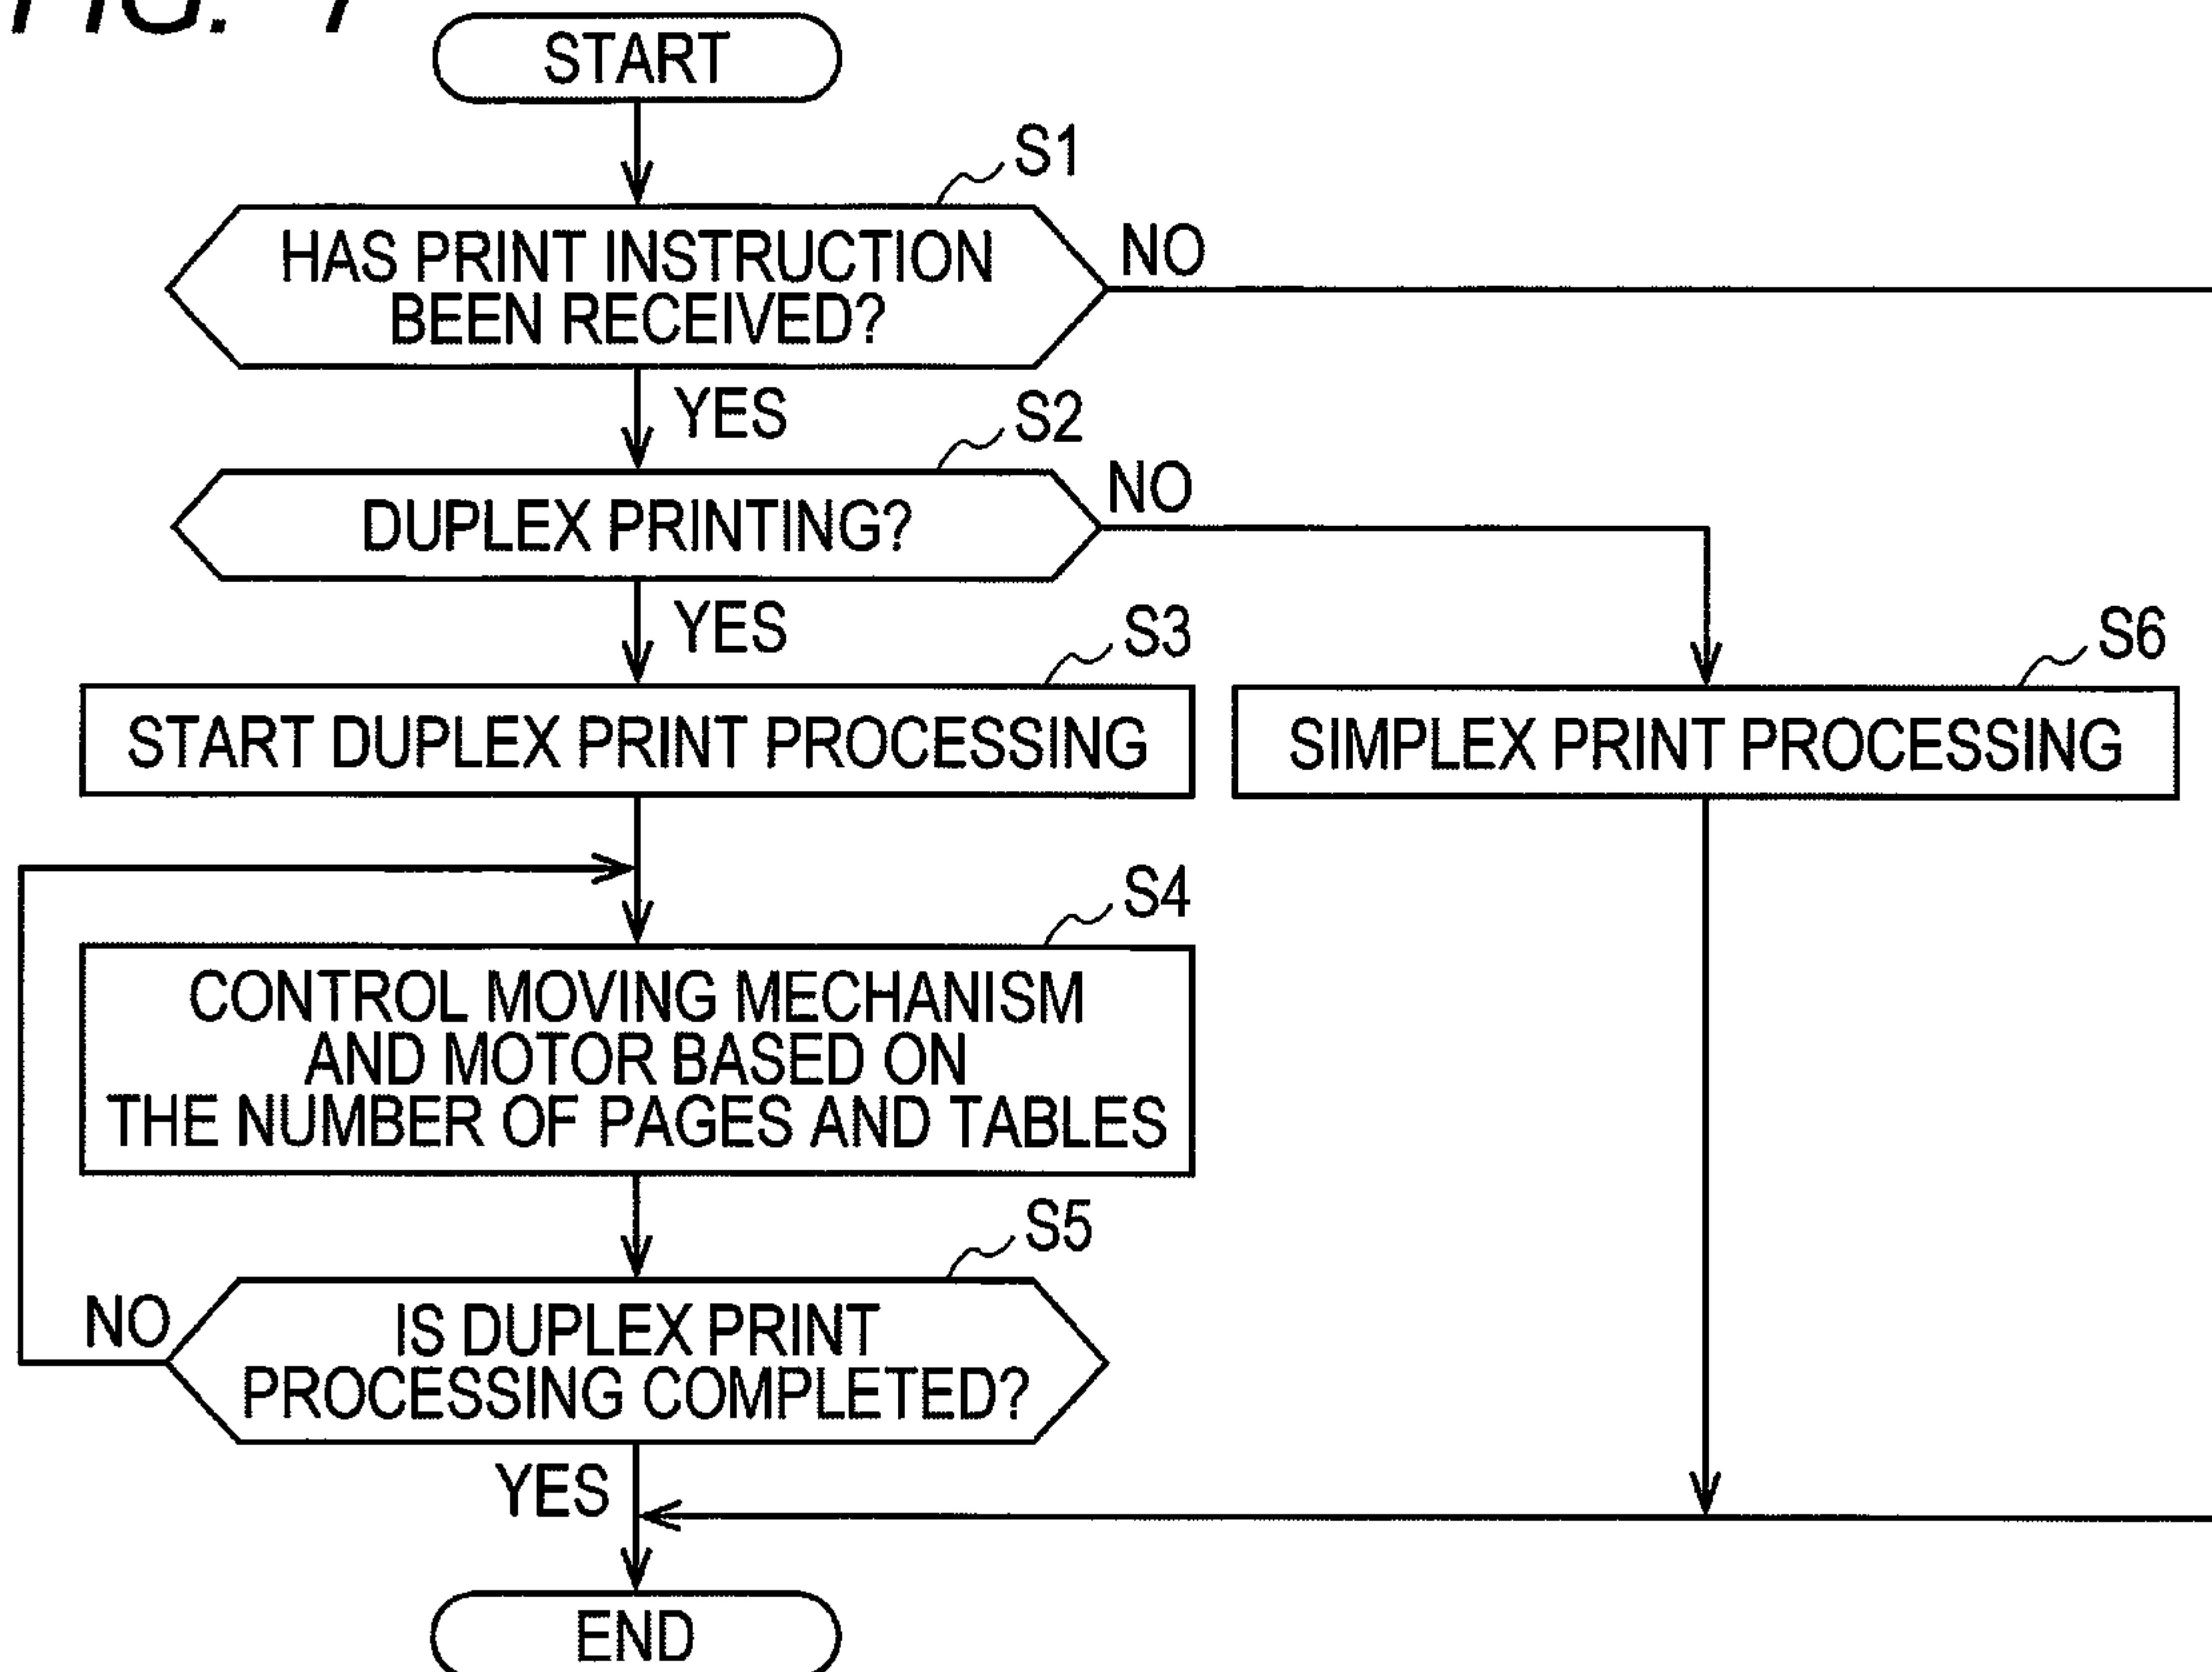 FIG. 7
START
S1
HAS PRINT INSTRUCTION
BEEN RECEIVED?
NO
YES
S2
DUPLEX PRINTING?
NO
YES
S3
START DUPLEX PRINT PROCESSING
S6
SIMPLEX PRINT PROCESSING
S4
CONTROL MOVING MECHANISM
AND MOTOR BASED ON
THE NUMBER OF PAGES AND TABLES
S5
NO
IS DUPLEX PRINT
PROCESSING COMPLETED?
YES
END